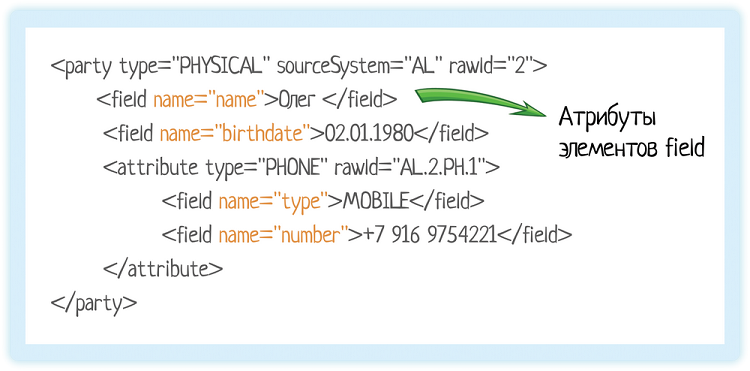 <party type="PHYSICAL" sourceSystem="AL" rawId="2">
<field name="name">Олег </field>
<field name="birthdate">02.01.1980</field>
<attribute type="PHONE" rawId="AL.2.PH.1">
<field name="type">MOBILE</field>
<field name="number">+7 916 9754221</field>
</attribute>
</party>
Атрибуты
элементов field